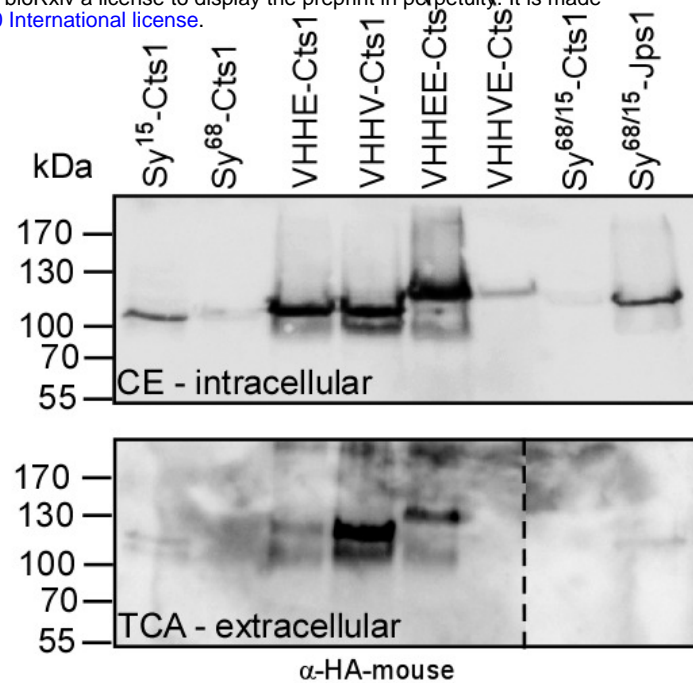 bioRxiv a license to display the preprint in perpetuity. It is made
0 International license.
kDa
Sy15-Cts1
Sy68-Cts1
VHHE-Cts1
VHHV-Cts1
VHHEE-Cts
VHHVE-Cts
Sy68/15-Cts1
Sy68/15-Jps1
170
130
100
70
55
CE - intracellular
170
130
100
70
55
TCA - extracellular
α-HA-mouse